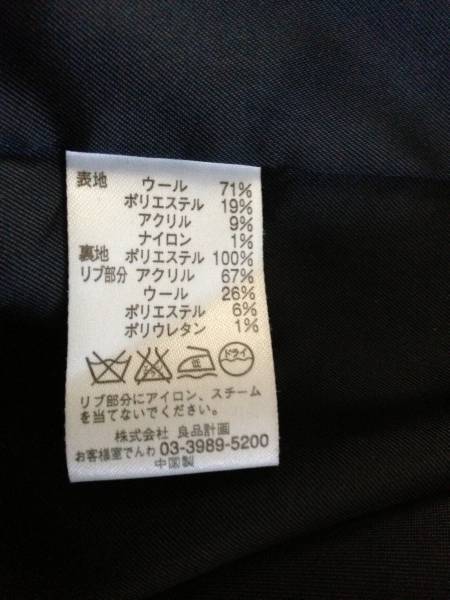 表地 ウール 71%
ポリエステル 19%
アクリル 9%
ナイロン 1%
裏地 ポリエステル 100%
リブ部分 アクリル 67%
ウール 26%
ポリエステル 6%
ポリウレタン 1%
ドライ
リブ部分にアイロン、スチーム
を当てないでください。
株式会社 良品計画
お客様室でんわ 03-3989-5200
中国製